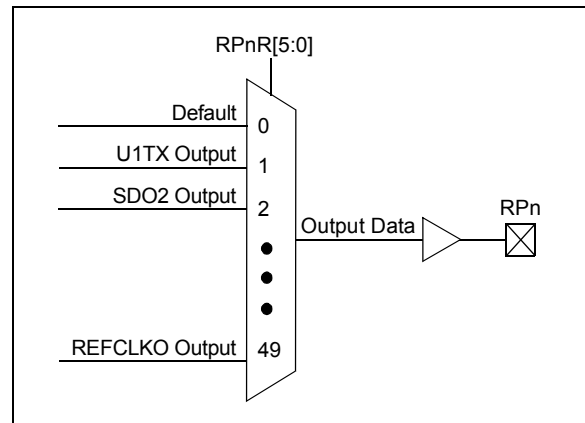 RPnR[5:0]
Default
0
U1TX Output
1
SDO2 Output
2
Output Data
RPn
REFCLKO Output
49